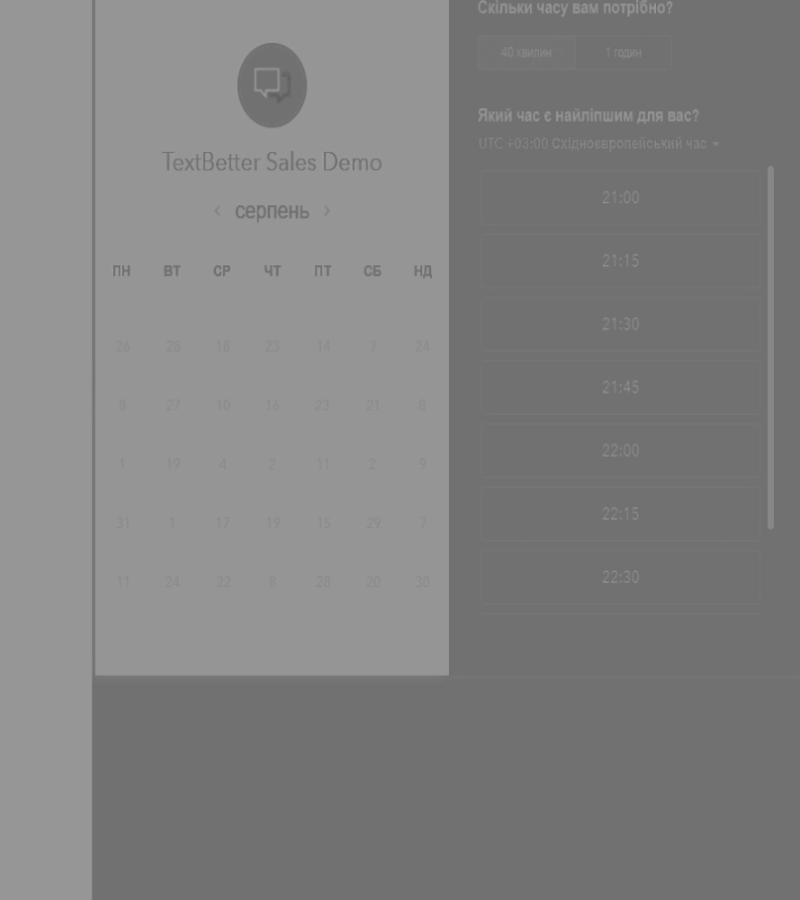 TextBetter Sales Demo
‹ серпень ›
ПН ВТ СР ЧТ ПТ СБ НД
26 28 18 23 14 7 24
8 27 10 16 23 21 8
1 19 4 2 11 2 9
31 1 17 19 15 29 7
11 24 22 8 28 20 30
Скільки часу вам потрібно?
40 хвилин 1 годин
Який час є найліпшим для вас?
UTC +03:00 Східноєвропейський час
21:00
21:15
21:30
21:45
22:00
22:15
22:30